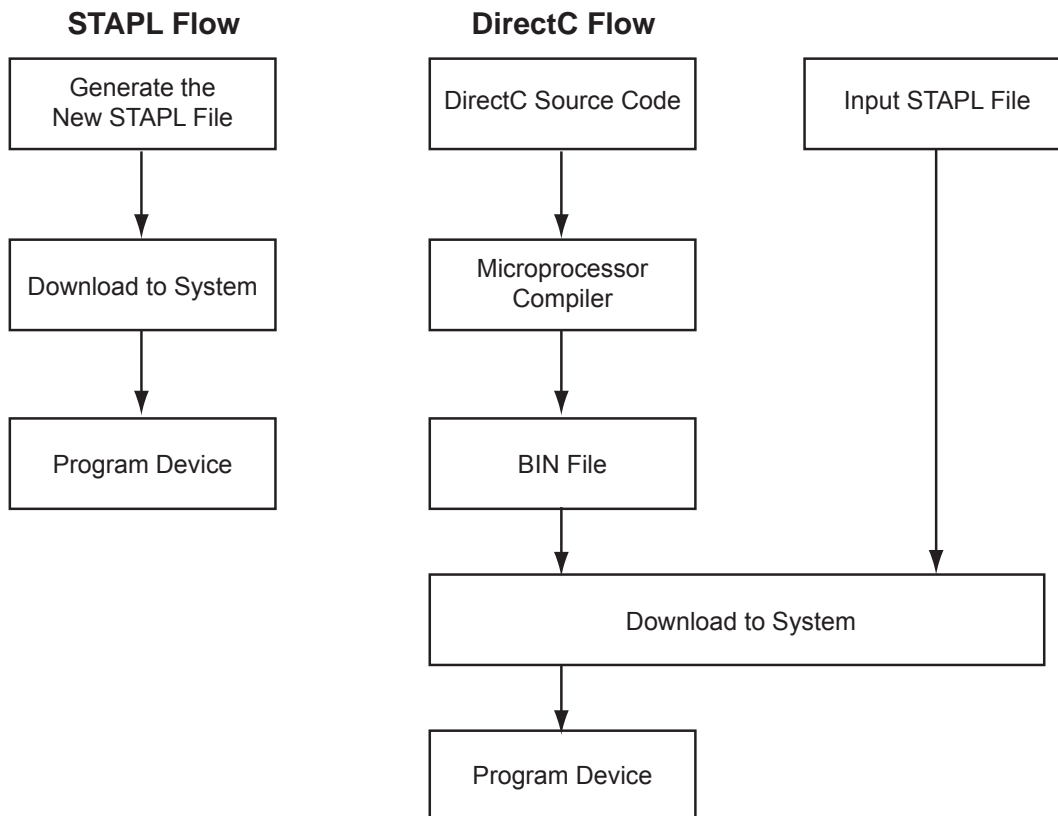 STAPL Flow
Generate the
New STAPL File
Download to System
Program Device
DirectC Flow
DirectC Source Code
Input STAPL File
Microprocessor
Compiler
BIN File
Download to System
Program Device